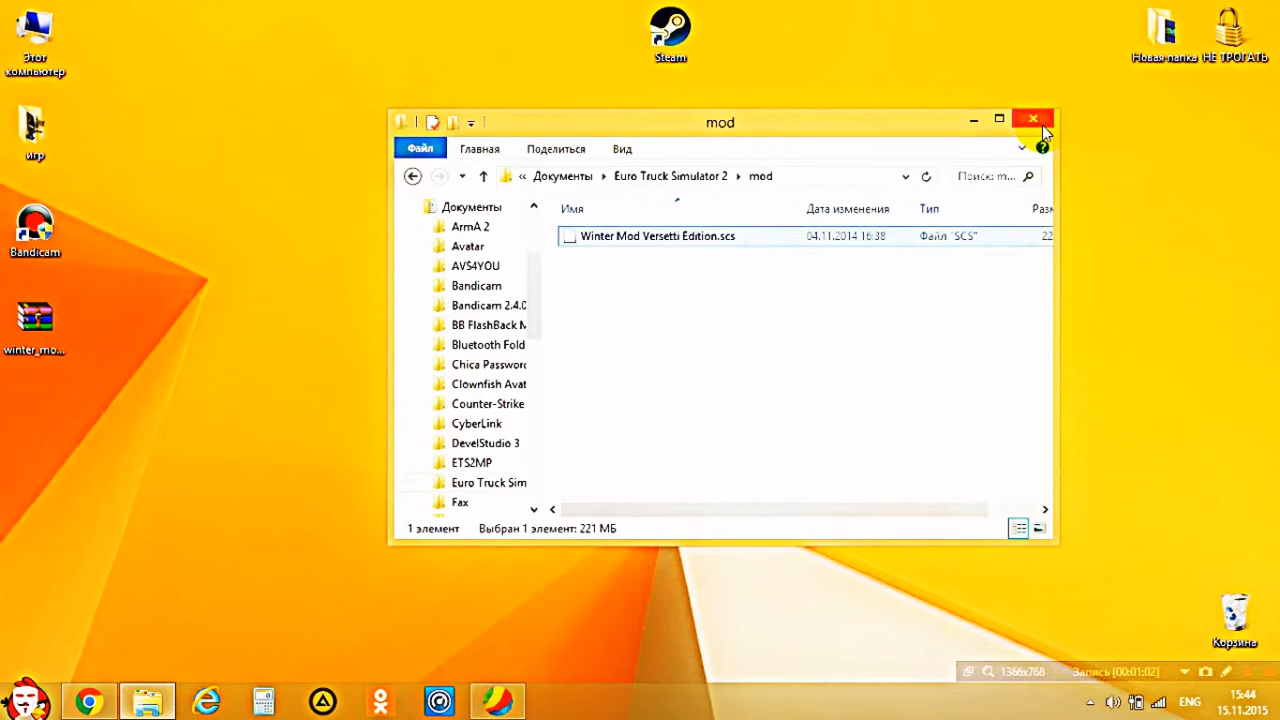 Этот
компьютер
Steam
Новая папка
НЕ ТРОГАТЬ
игр
Bandicam
winter_mo...
mod
Файл
Главная
Поделиться
Вид
« Документы Euro Truck Simulator 2 mod
Поиск: m...
Документы
ArmA 2
Avatar
AVS4YOU
Bandicam
Bandicam 2.4.0
BB FlashBack M
Bluetooth Fold
Chica Password
Clownfish Avat
Counter-Strike
CyberLink
DevelStudio 3
ETS2MP
Euro Truck Sim
Fax
Имя Дата изменения Тип Разм
Winter Mod Versetti Edition.scs 04.11.2014 16:38 Файл "SCS" 22
1 элемент Выбран 1 элемент: 221 МБ
Корзина
1366x768 Запись [00:01:02]
ENG
15:44
15.11.2015